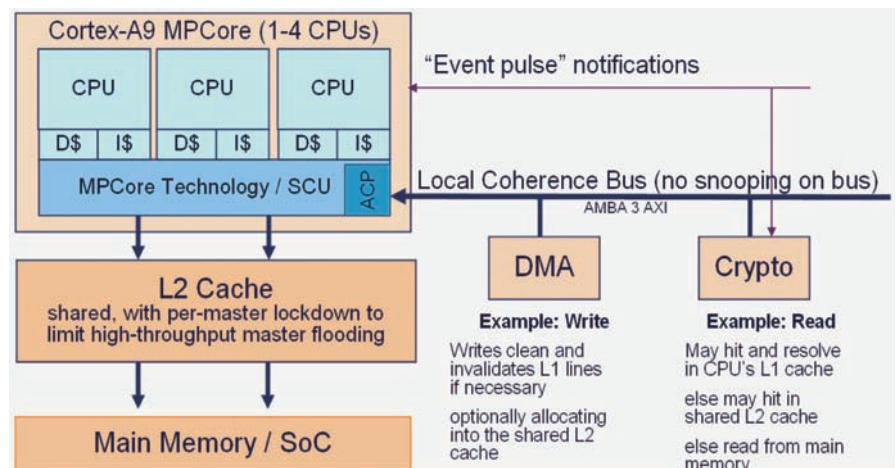 Cortex-A9 MPCore (1-4 CPUs)
CPU CPU CPU
D$ I$ D$ I$ D$ I$
MPCore Technology / SCU
ACP
"Event pulse" notifications
Local Coherence Bus (no snooping on bus)
AMBA 3 AXI
L2 Cache
shared, with per-master lockdown to
limit high-throughput master flooding
Main Memory / SoC
DMA
Example: Write
Writes clean and
invalidates L1 lines
if necessary
optionally allocating
into the shared L2
cache
Crypto
Example: Read
May hit and resolve
in CPU's L1 cache
else may hit in
shared L2 cache
else read from main
memory